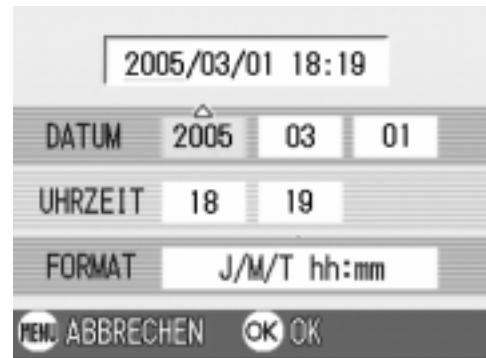 2005/03/01 18:19
DATUM 2005 03 01
UHRZEIT 18 19
FORMAT J/M/T hh:mm
MENU ABBRECHEN OK OK